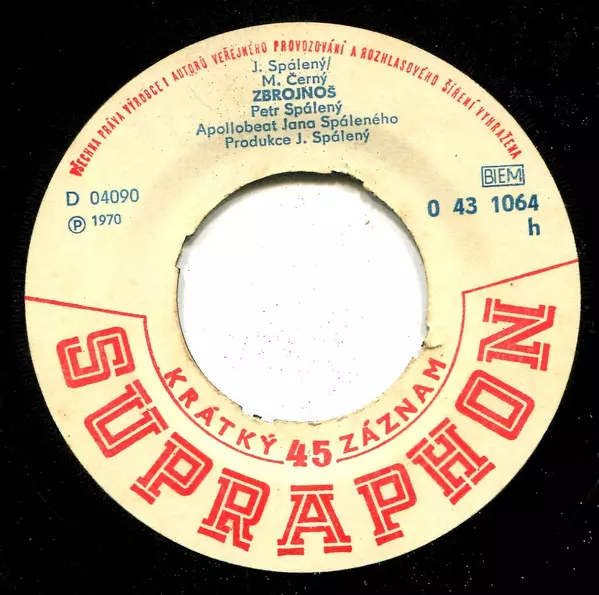 VŠECHNA PRÁVA VÝROBCE I AUTORŮ VEŘEJNÉHO PROVOZOVÁNÍ A ROZHLASOVÉHO ŠÍŘENÍ VYHRAŽENA
J. Spálený/
M. Černý
ZBROJNOŠ
Petr Spálený
Apollobeat Jana Spáleného
Produkce J. Spálený
D 04090
Ⓟ 1970
BIEM
0 43 1064
h
KRÁTKÝ 45 ZÁZNAM
SUPRAPHON